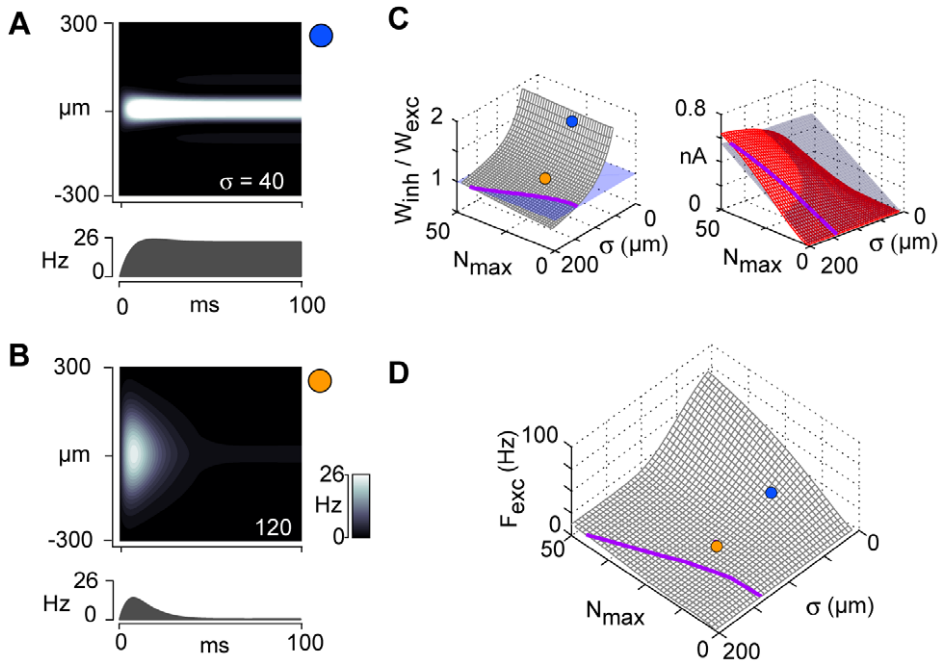 A
300
µm
-300
σ = 40
26
Hz
0
0
ms
100
B
300
µm
-300
120
26
Hz
0
26
Hz
0
0
ms
100
C
2
W_inh / W_exc
1
50
N_max
0
200
σ (µm)
0
0.8
nA
0
50
N_max
0
200
σ (µm)
0
D
100
F_exc (Hz)
0
50
N_max
0
200
σ (µm)
0